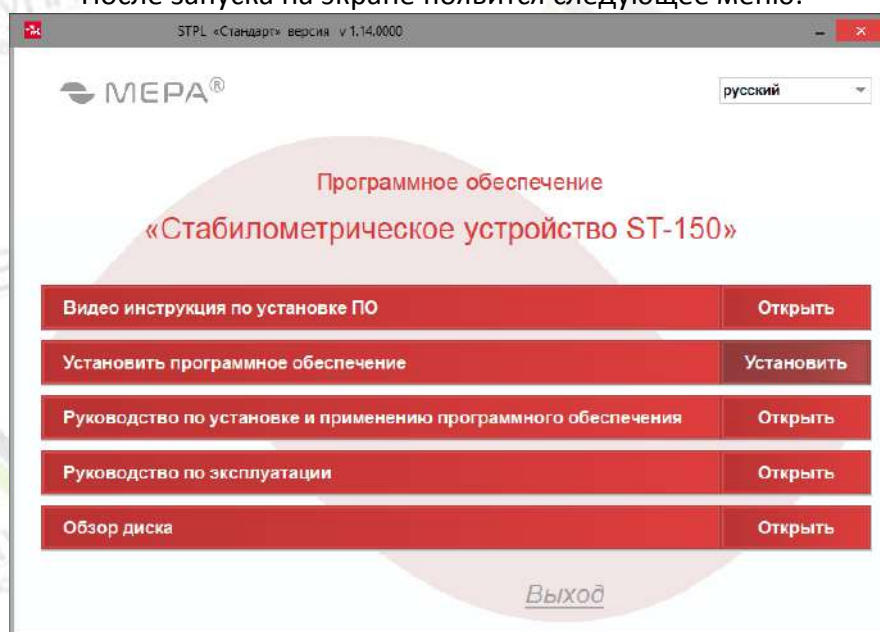 После запуска на экране появится следующее меню:
STPL «Стандарт» версия v 1.14.0000
МЕРА®
русский
Программное обеспечение
«Стабилометрическое устройство ST-150»
Видео инструкция по установке ПО Открыть
Установить программное обеспечение Установить
Руководство по установке и применению программного обеспечения Открыть
Руководство по эксплуатации Открыть
Обзор диска Открыть
Выход